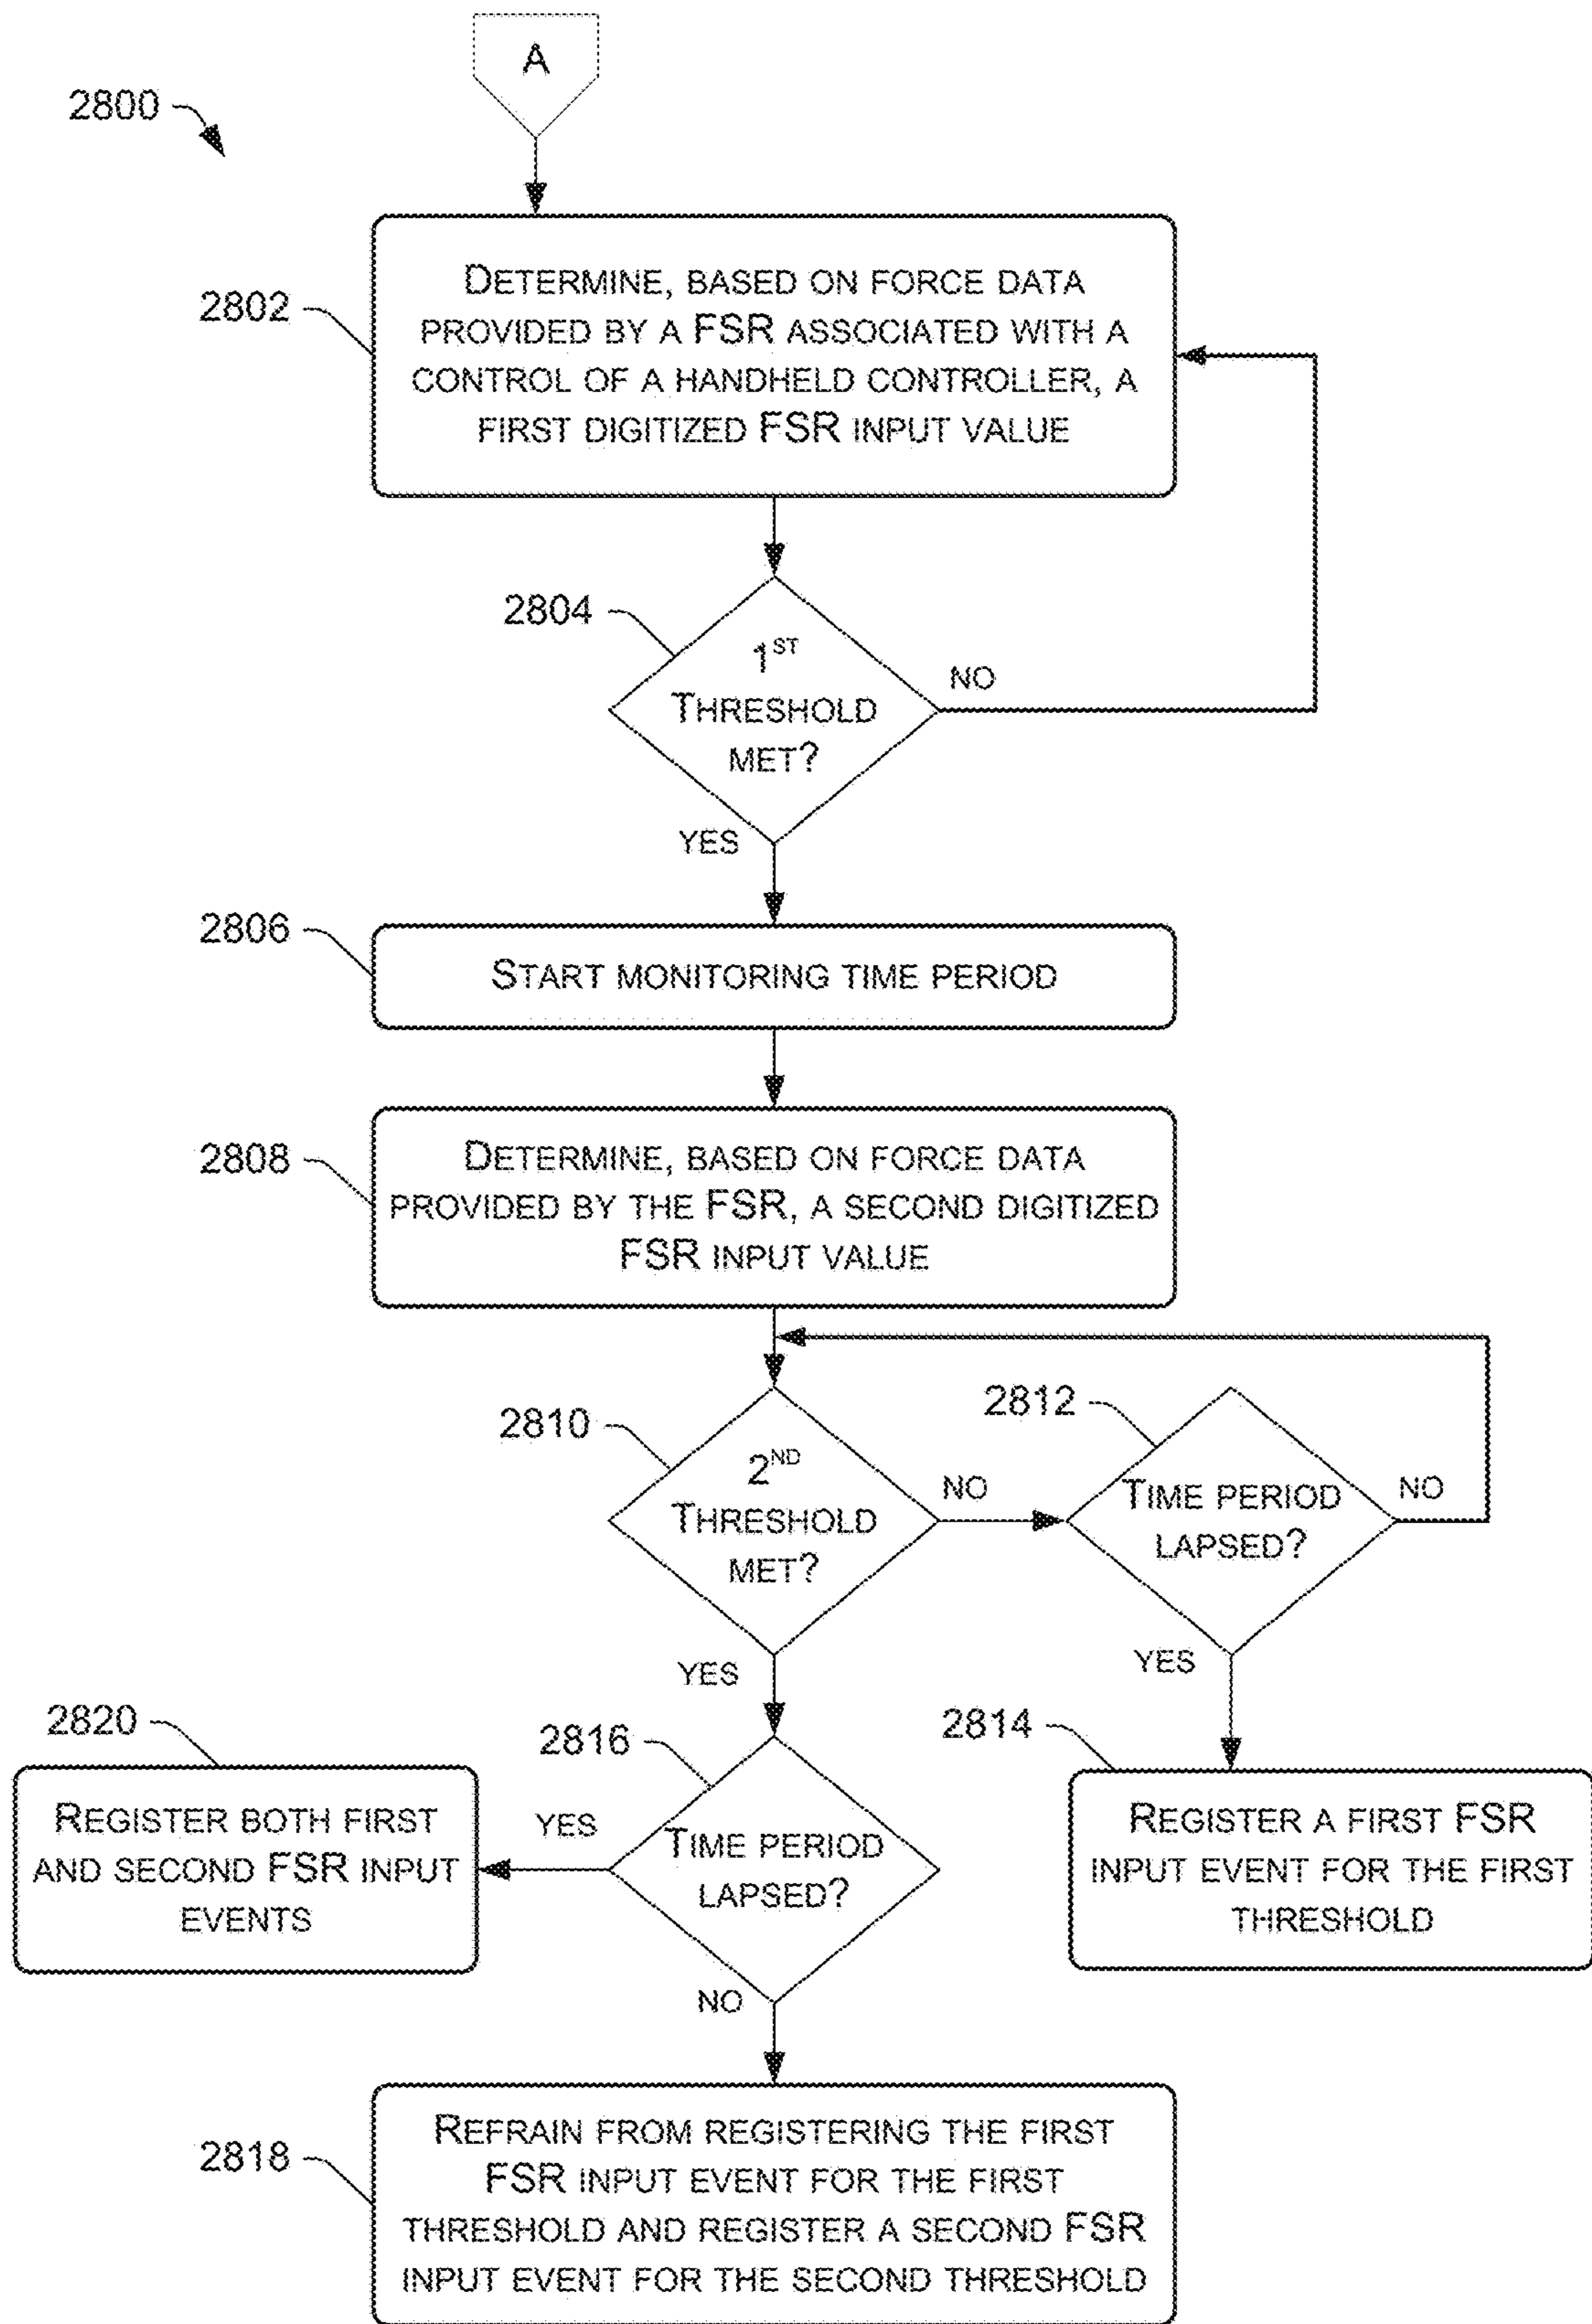 A
2800
2802
DETERMINE, BASED ON FORCE DATA
PROVIDED BY A FSR ASSOCIATED WITH A
CONTROL OF A HANDHELD CONTROLLER, A
FIRST DIGITIZED FSR INPUT VALUE
2804
1ST
THRESHOLD
MET?
NO
YES
2806
START MONITORING TIME PERIOD
2808
DETERMINE, BASED ON FORCE DATA
PROVIDED BY THE FSR, A SECOND DIGITIZED
FSR INPUT VALUE
2810
2ND
THRESHOLD
MET?
NO
2812
TIME PERIOD
LAPSED?
NO
YES
YES
2820
REGISTER BOTH FIRST
AND SECOND FSR INPUT
EVENTS
2816
YES
TIME PERIOD
LAPSED?
NO
2814
REGISTER A FIRST FSR
INPUT EVENT FOR THE FIRST
THRESHOLD
2818
REFRAIN FROM REGISTERING THE FIRST
FSR INPUT EVENT FOR THE FIRST
THRESHOLD AND REGISTER A SECOND FSR
INPUT EVENT FOR THE SECOND THRESHOLD